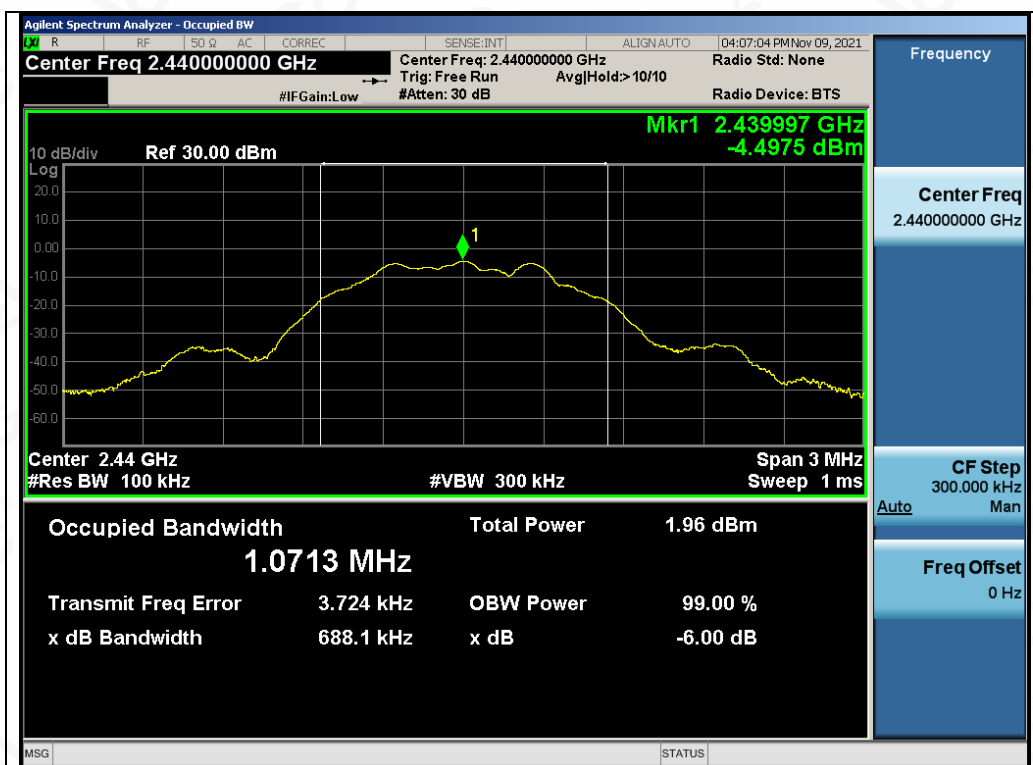 Agilent Spectrum Analyzer - Occupied BW
LXI R RF 50 Ω AC CORREC SENSE:INT ALIGNAUTO 04:07:04 PM Nov 09, 2021
Center Freq 2.440000000 GHz
Center Freq: 2.440000000 GHz
Radio Std: None
Trig: Free Run Avg|Hold:>10/10
#IFGain:Low
#Atten: 30 dB
Radio Device: BTS
Mkr1 2.439997 GHz
-4.4975 dBm
10 dB/div Ref 30.00 dBm
Log
20.0
10.0
0.00
-10.0
-20.0
-30.0
-40.0
-50.0
-60.0
1
Center 2.44 GHz
Span 3 MHz
#Res BW 100 kHz
#VBW 300 kHz
Sweep 1 ms
Occupied Bandwidth
Total Power 1.96 dBm
1.0713 MHz
Transmit Freq Error 3.724 kHz
OBW Power 99.00 %
x dB Bandwidth 688.1 kHz
x dB -6.00 dB
Frequency
Center Freq
2.440000000 GHz
CF Step
300.000 kHz
Auto Man
Freq Offset
0 Hz
MSG
STATUS